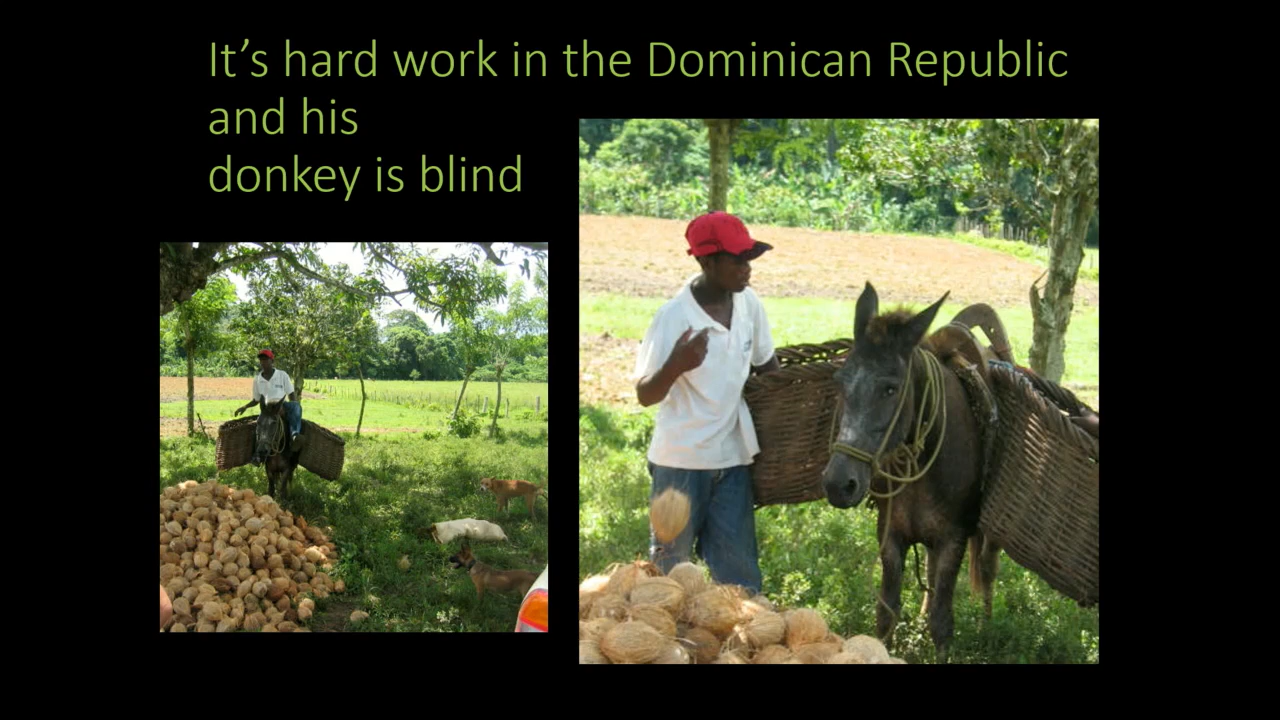 It’s hard work in the Dominican Republic
and his
donkey is blind